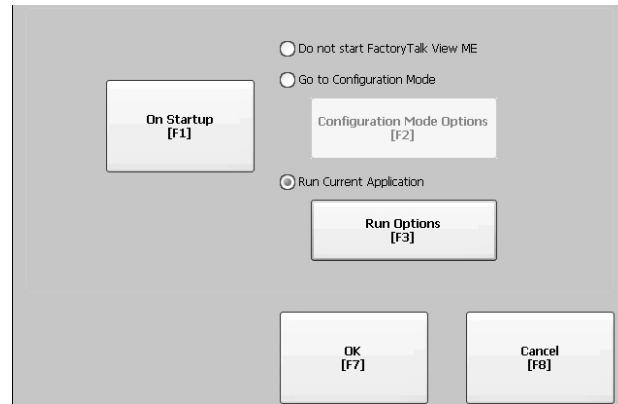 Do not start FactoryTalk View ME
Go to Configuration Mode
On Startup
[F1]
Configuration Mode Options
[F2]
Run Current Application
Run Options
[F3]
OK
[F7]
Cancel
[F8]